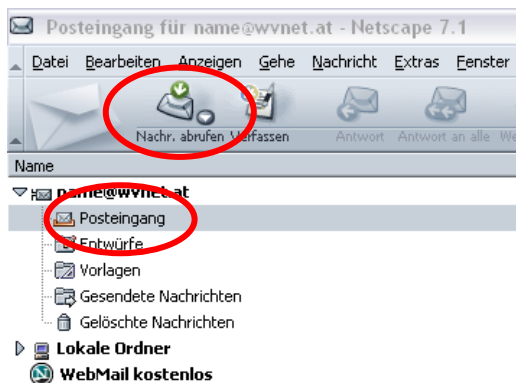 Posteingang für name@wvnet.at - Netscape 7.1
Datei Bearbeiten Anzeigen Gehe Nachricht Extras Fenster
Nachr. abrufen Verfassen Antwort Antwort an alle We
Name
name@wvnet.at
Posteingang
Entwürfe
Vorlagen
Gesendete Nachrichten
Gelöschte Nachrichten
Lokale Ordner
N WebMail kostenlos